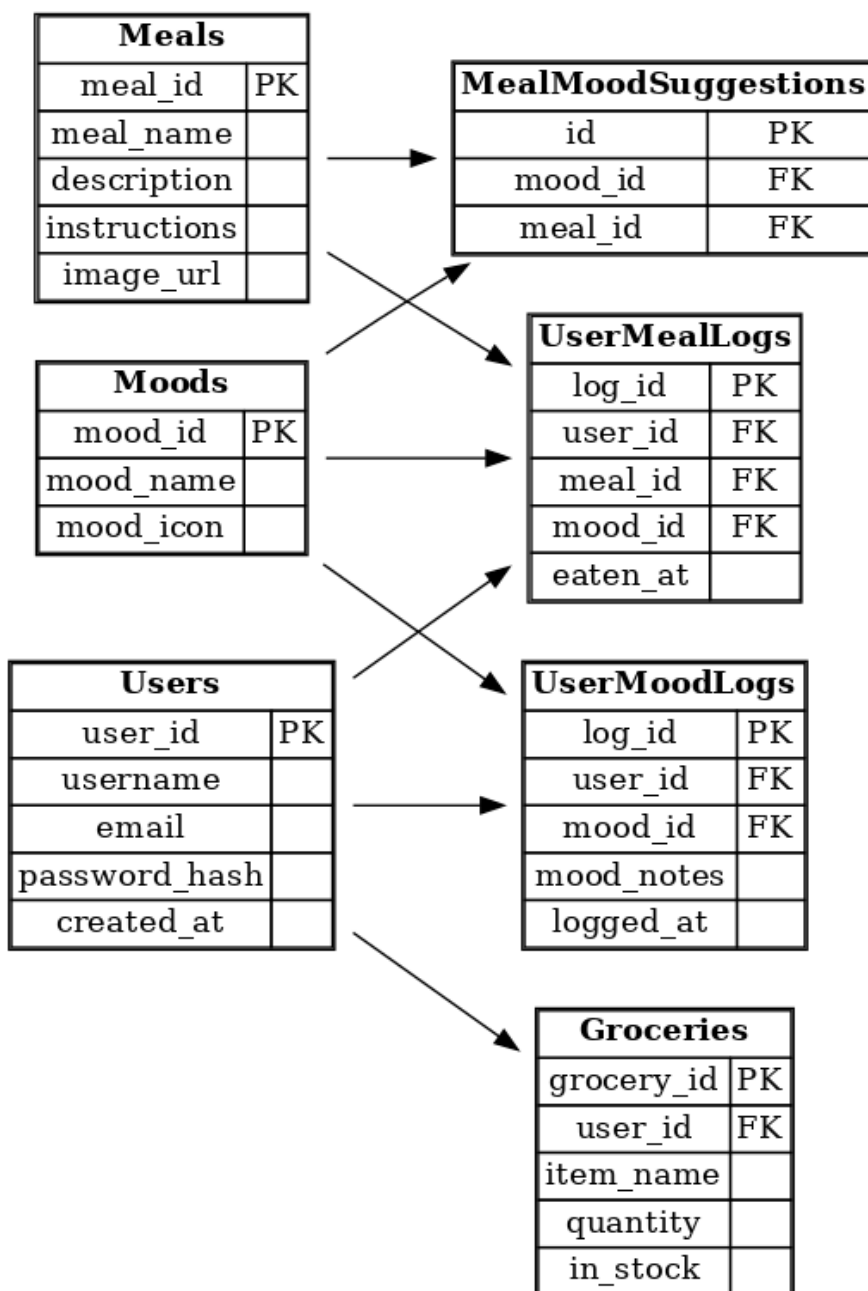 Meals
meal_id PK
meal_name
description
instructions
image_url
MealMoodSuggestions
id PK
mood_id FK
meal_id FK
Moods
mood_id PK
mood_name
mood_icon
UserMealLogs
log_id PK
user_id FK
meal_id FK
mood_id FK
eaten_at
Users
user_id PK
username
email
password_hash
created_at
UserMoodLogs
log_id PK
user_id FK
mood_id FK
mood_notes
logged_at
Groceries
grocery_id PK
user_id FK
item_name
quantity
in_stock